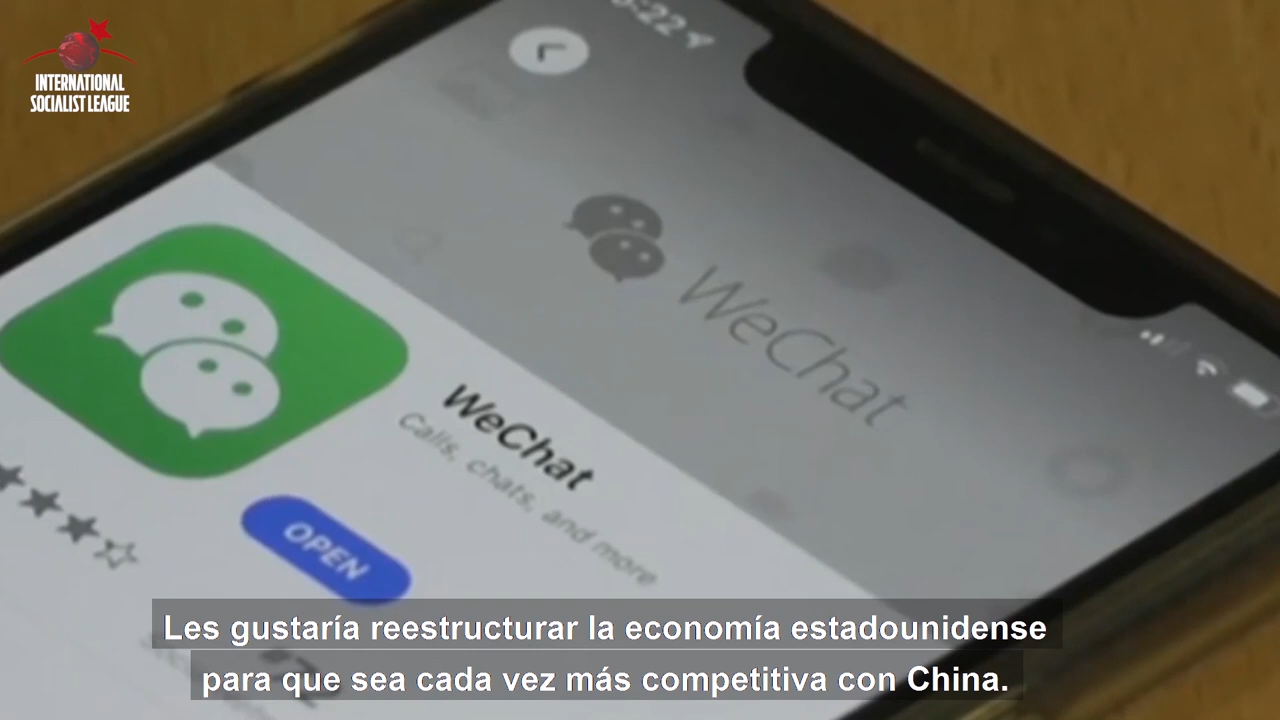 INTERNATIONAL
SOCIALIST LEAGUE
:22
WeChat
WeChat
Calls, chats, and more
OPEN
Les gustaría reestructurar la economía estadounidense
para que sea cada vez más competitiva con China.